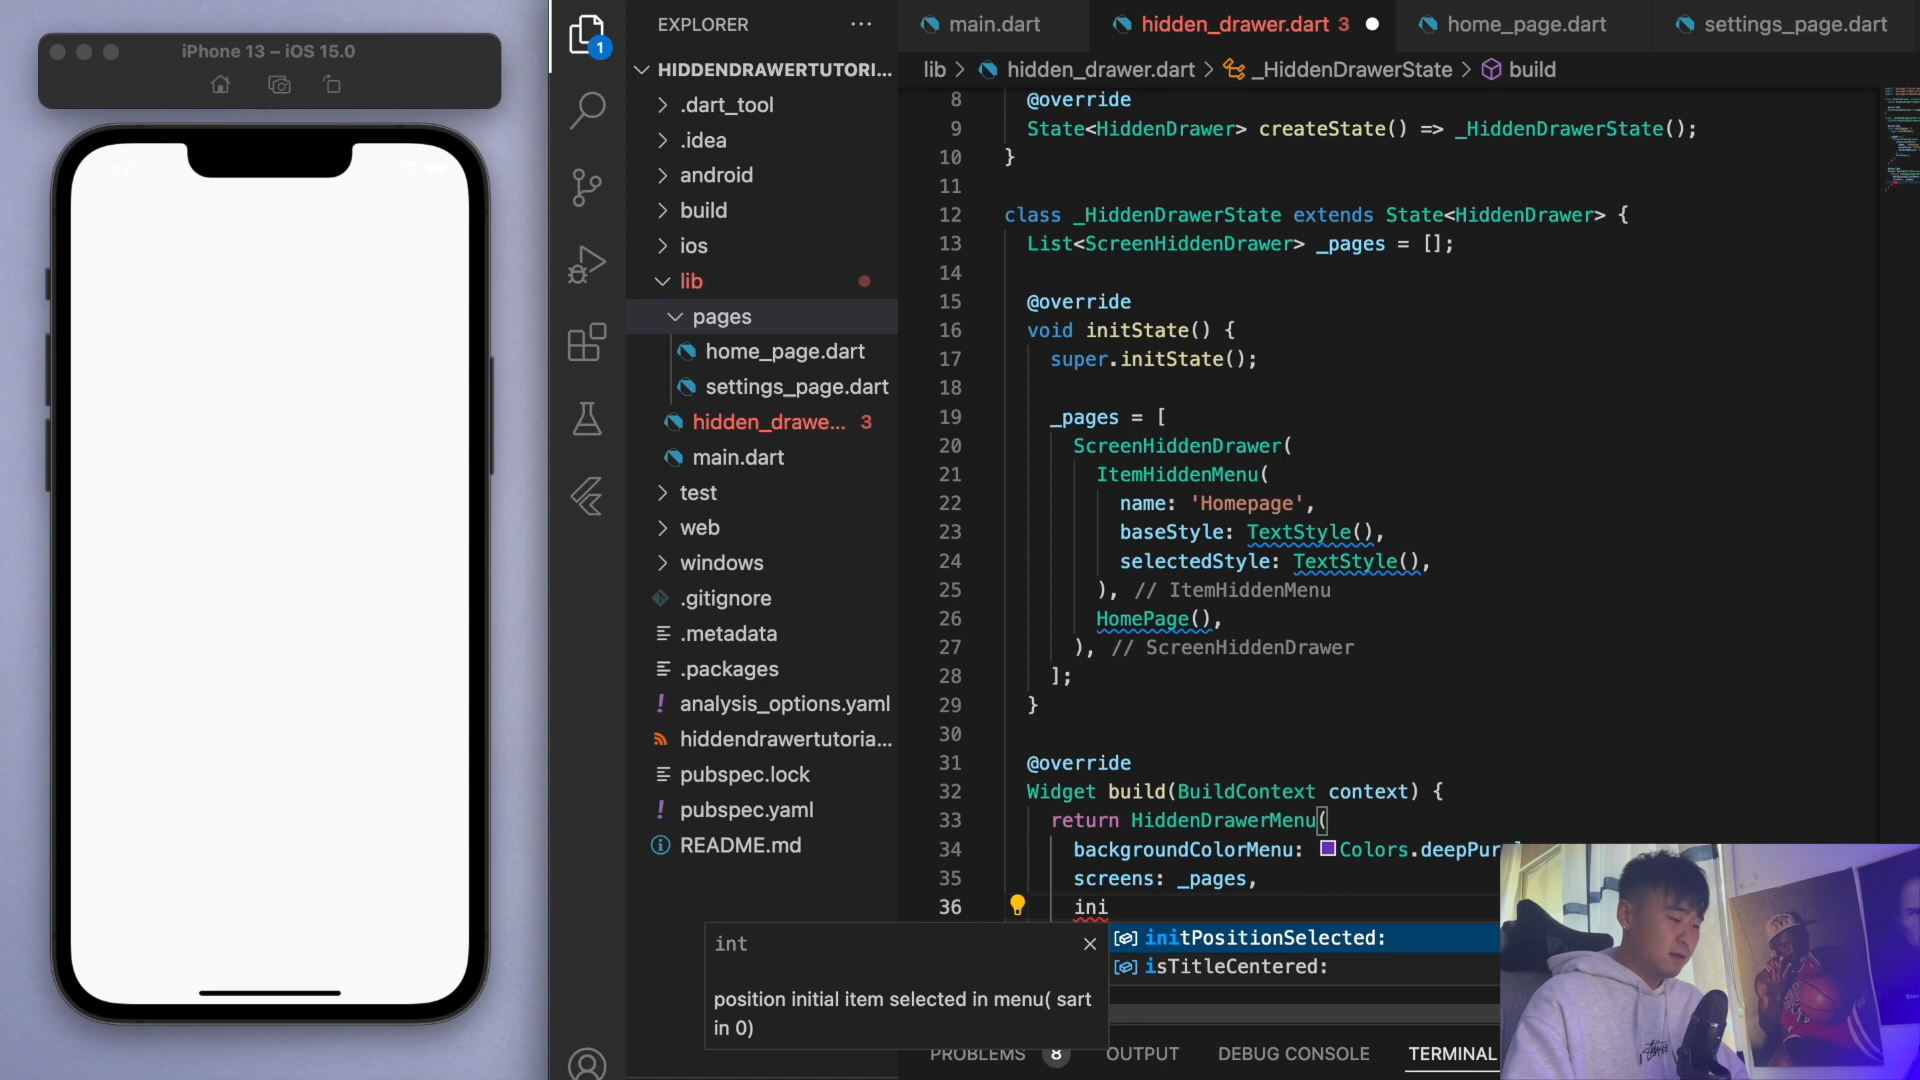 iPhone 13 – iOS 15.0
1
EXPLORER
HIDDENDRAWERTUTORI...
.dart_tool
.idea
android
build
ios
lib
pages
home_page.dart
settings_page.dart
hidden_drawe... 3
main.dart
test
web
windows
.gitignore
.metadata
.packages
analysis_options.yaml
hiddendrawertutoria...
pubspec.lock
pubspec.yaml
README.md
main.dart
hidden_drawer.dart 3
home_page.dart
settings_page.dart
lib > hidden_drawer.dart > _HiddenDrawerState > build
8 @override
9 State<HiddenDrawer> createState() => _HiddenDrawerState();
10 }
11
12 class _HiddenDrawerState extends State<HiddenDrawer> {
13 List<ScreenHiddenDrawer> _pages = [];
14
15 @override
16 void initState() {
17 super.initState();
18
19 _pages = [
20 ScreenHiddenDrawer(
21 ItemHiddenMenu(
22 name: 'Homepage',
23 baseStyle: TextStyle(),
24 selectedStyle: TextStyle(),
25 ), // ItemHiddenMenu
26 HomePage(),
27 ), // ScreenHiddenDrawer
28 ];
29 }
30
31 @override
32 Widget build(BuildContext context) {
33 return HiddenDrawerMenu(
34 backgroundColorMenu: Colors.deepPur
35 screens: _pages,
36 ini
initPositionSelected:
isTitleCentered:
int
position initial item selected in menu( sart
in 0)
PROBLEMS 8 OUTPUT DEBUG CONSOLE TERMINAL